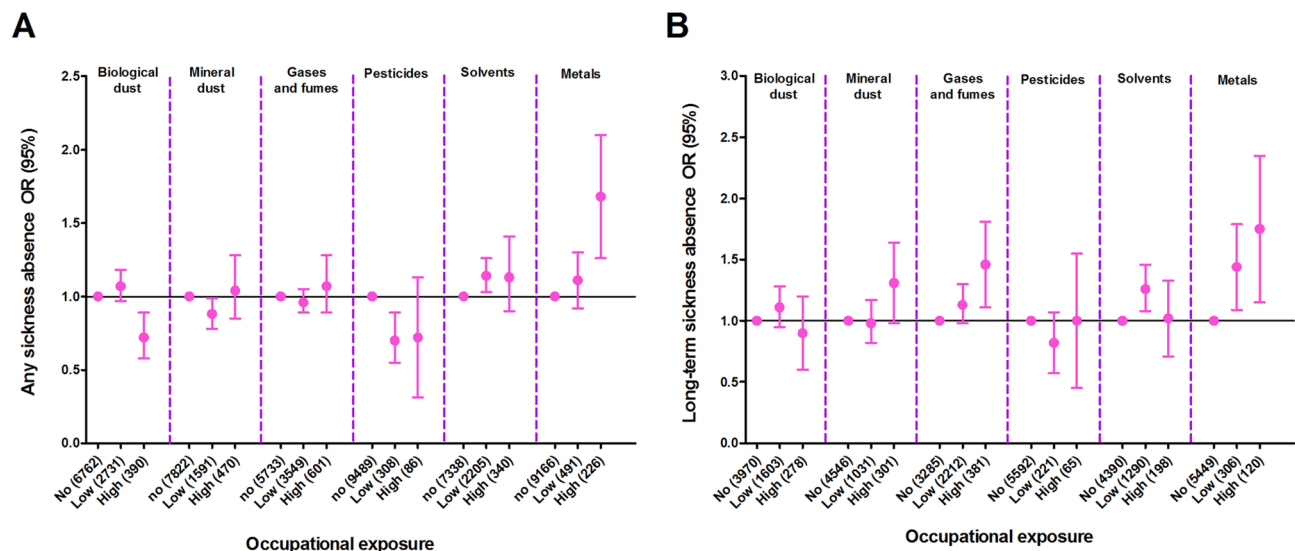 A
Any sickness absence OR (95%)
2.5
2.0
1.5
1.0
0.5
0.0
Biological
dust
Mineral
dust
Gases
and fumes
Pesticides
Solvents
Metals
No (6762)
Low (2731)
High (390)
no (7822)
Low (1591)
High (470)
no (5733)
Low (3549)
High (601)
no (9489)
Low (308)
High (86)
no (7338)
Low (2205)
High (340)
no (9166)
Low (491)
High (226)
Occupational exposure
B
Long-term sickness absence OR (95%)
3.0
2.5
2.0
1.5
1.0
0.5
0.0
Biological
dust
Mineral
dust
Gases
and fumes
Pesticides
Solvents
Metals
No (3970)
Low (1603)
High (278)
No (4546)
Low (1031)
High (301)
No (3285)
Low (2212)
High (381)
No (5592)
Low (221)
High (65)
No (4390)
Low (1290)
High (198)
No (5449)
Low (306)
High (120)
Occupational exposure